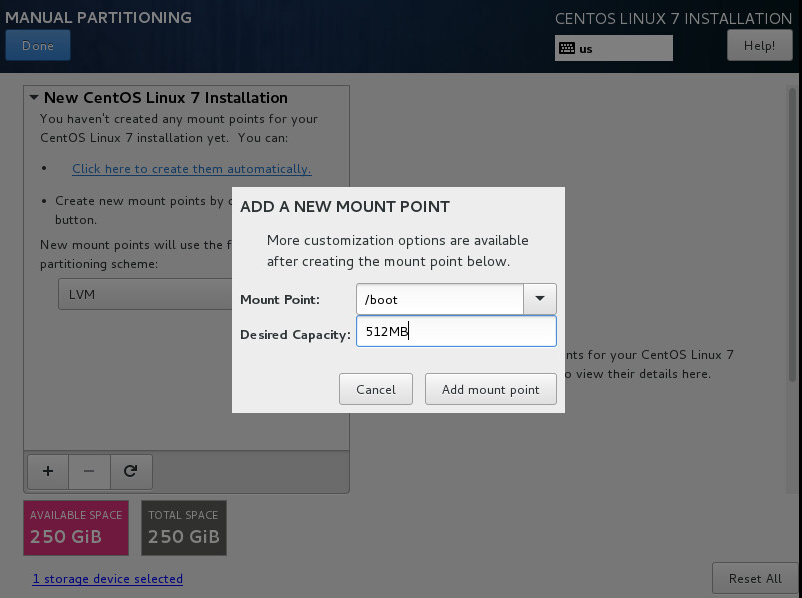 MANUAL PARTITIONING
CENTOS LINUX 7 INSTALLATION
Done
us
Help!
New CentOS Linux 7 Installation
You haven't created any mount points for your
CentOS Linux 7 installation yet. You can:
• Click here to create them automatically.
• Create new mount points by
button.
New mount points will use the
partitioning scheme:
LVM
ADD A NEW MOUNT POINT
More customization options are available
after creating the mount point below.
Mount Point:
/boot
Desired Capacity:
512MB
Cancel
Add mount point
for your CentOS Linux 7
view their details here.
+
−
AVAILABLE SPACE
250 GiB
TOTAL SPACE
250 GiB
1 storage device selected
Reset All